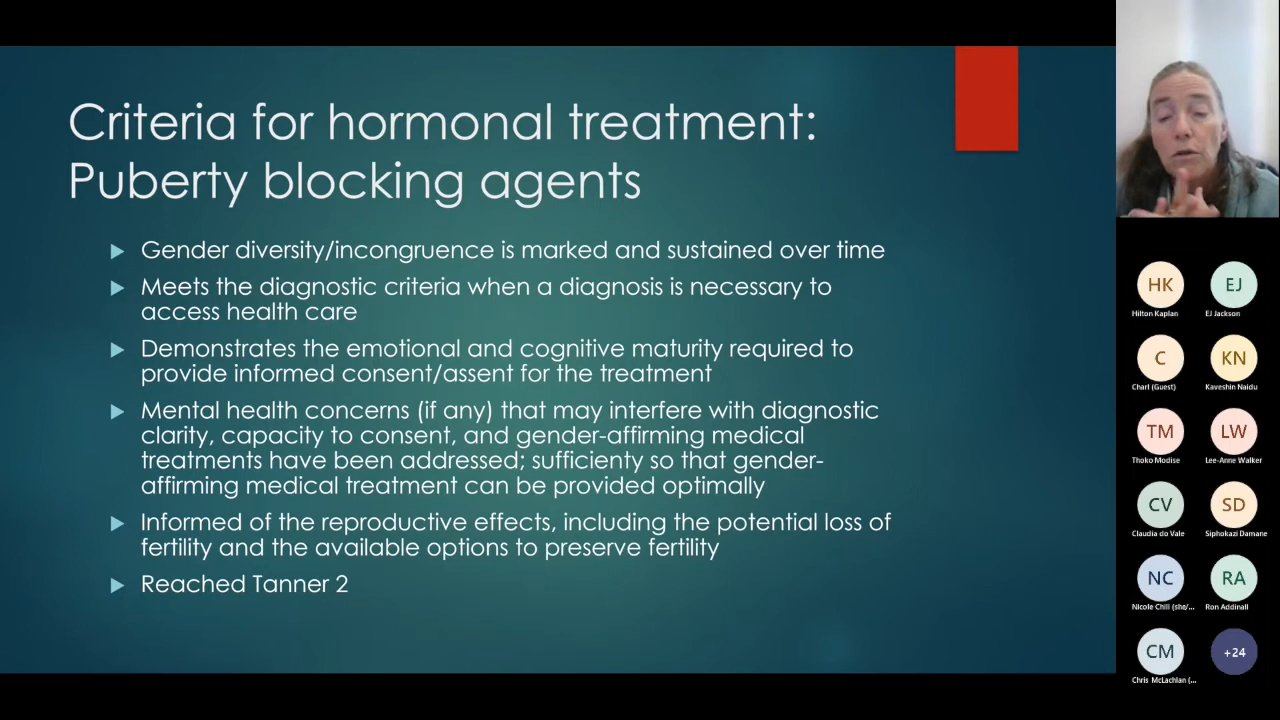 Criteria for hormonal treatment:
Puberty blocking agents
Gender diversity/incongruence is marked and sustained over time
Meets the diagnostic criteria when a diagnosis is necessary to
access health care
Demonstrates the emotional and cognitive maturity required to
provide informed consent/assent for the treatment
Mental health concerns (if any) that may interfere with diagnostic
clarity, capacity to consent, and gender-affirming medical
treatments have been addressed; sufficienty so that gender-
affirming medical treatment can be provided optimally
Informed of the reproductive effects, including the potential loss of
fertility and the available options to preserve fertility
Reached Tanner 2
HK
EJ
Hilton Kaplan
EJ Jackson
C
KN
Charl (Guest)
Kaveshin Naidu
TM
LW
Thoko Modise
Lee-Anne Walker
CV
SD
Claudia do Vale
Siphokazi Damane
NC
RA
Nicole Chill (she/...
Ron Addinall
CM
+24
Chris McLachlan (...